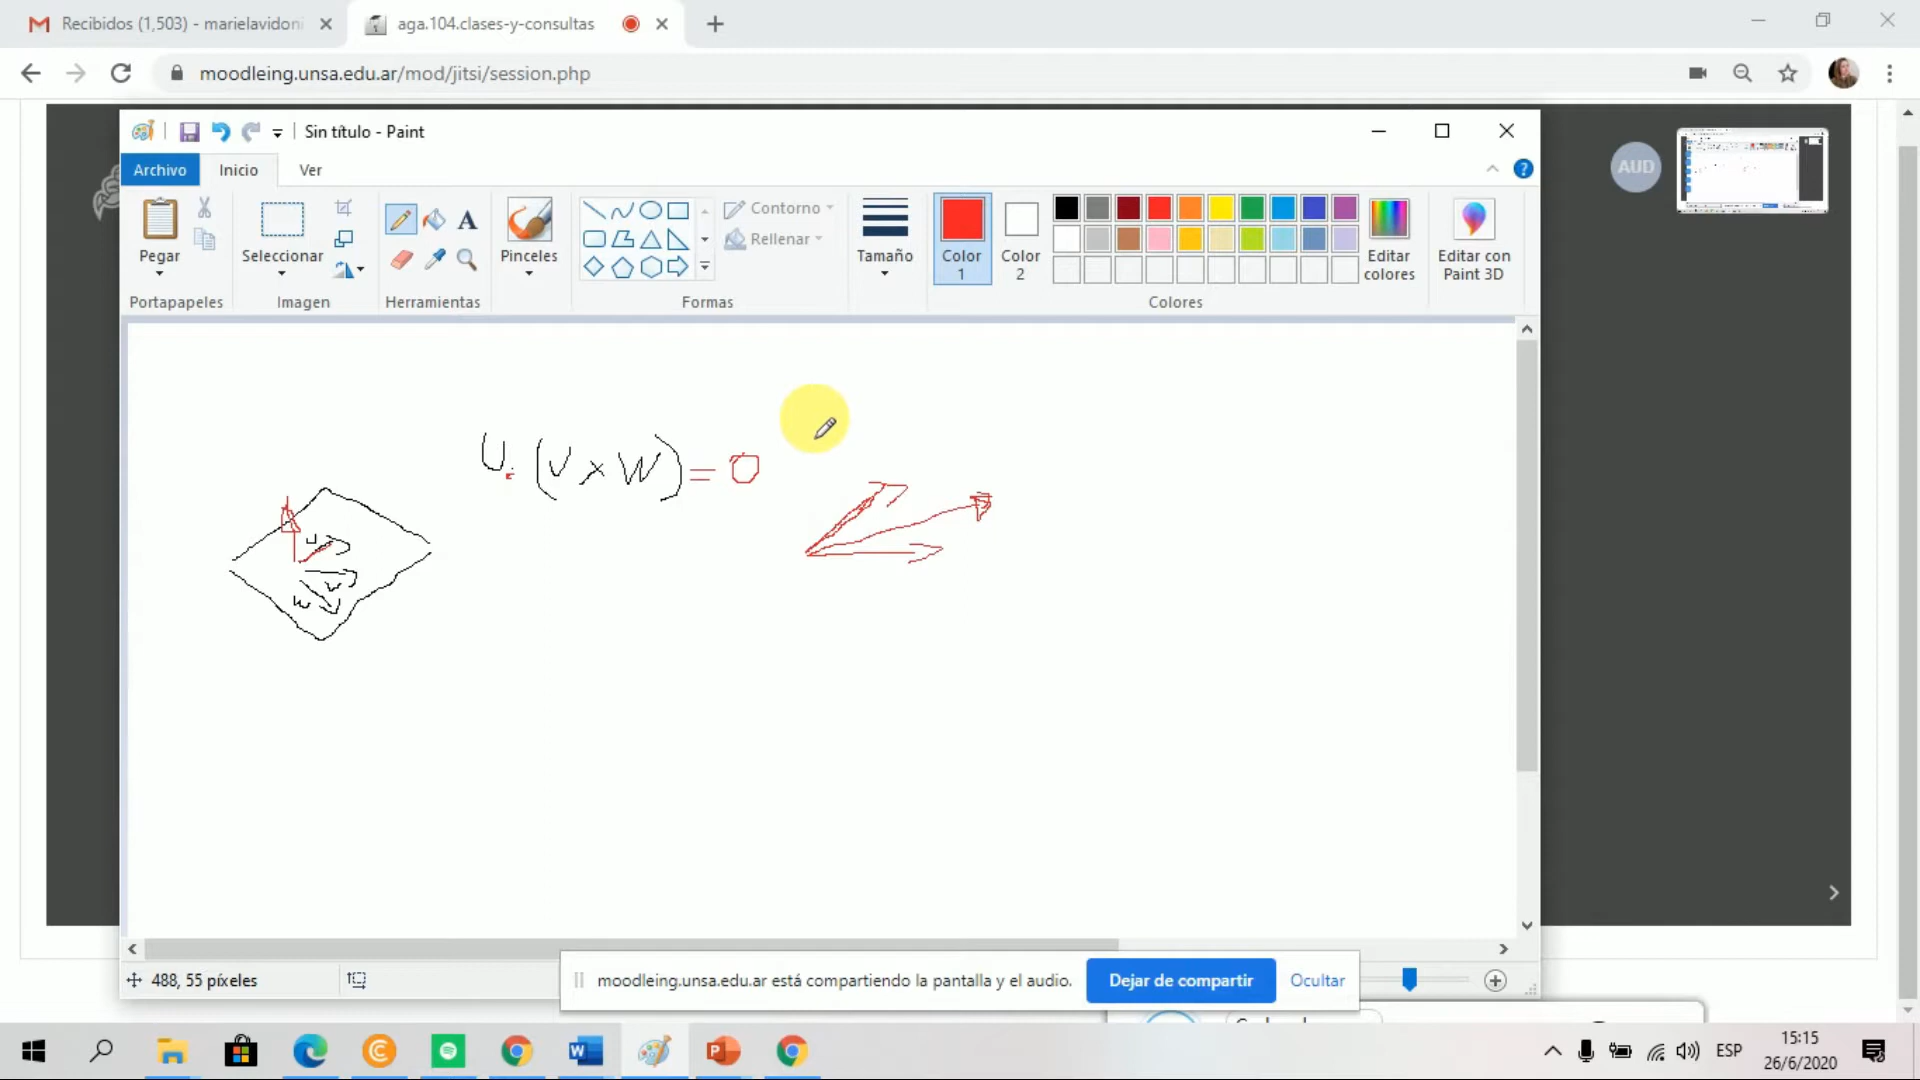 Recibidos (1,503) - marielavidoni
aga.104.clases-y-consultas
moodleing.unsa.edu.ar/mod/jitsi/session.php
Sin título - Paint
AUD
Archivo Inicio Ver
Contorno
Rellenar
Pegar Seleccionar A Pinceles Tamaño Color 1 Color 2 Editar colores Editar con Paint 3D
Portapapeles Imagen Herramientas Formas Colores
U. (V x W) = 0
u
v
w
488, 55 píxeles
moodleing.unsa.edu.ar está compartiendo la pantalla y el audio. Dejar de compartir Ocultar
ESP
15:15
26/6/2020